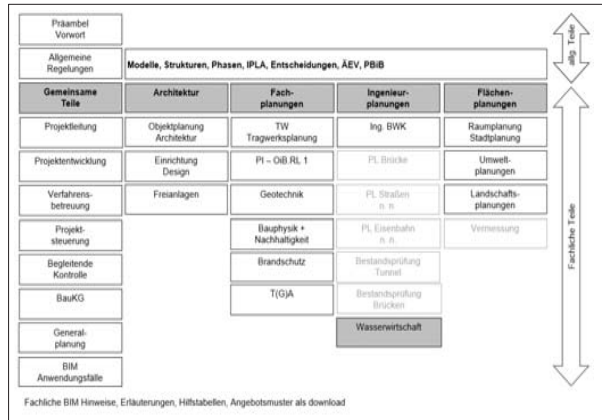 Präambel
Vorwort
Allgemeine
Regelungen
Modelle, Strukturen, Phasen, IPLA, Entscheidungen, ÄEV, PBiB
allg. Teile
Gemeinsame
Teile
Architektur
Fach-
planungen
Ingenieur-
planungen
Flächen-
planungen
Projektleitung
Objektplanung
Architektur
TW
Tragwerksplanung
Ing. BWK
Raumplanung
Stadtplanung
Projektentwicklung
Einrichtung
Design
PI – OiB.RL 1
PL Brücke
Umwelt-
planungen
Verfahrens-
betreuung
Freianlagen
Geotechnik
PL Straßen
n. n.
Landschafts-
planungen
Projekt-
steuerung
Bauphysik +
Nachhaltigkeit
PL Eisenbahn
n. n.
Vermessung
Begleitende
Kontrolle
Brandschutz
Bestandsprüfung
Tunnel
BauKG
T(G)A
Bestandsprüfung
Brücken
General-
planung
Wasserwirtschaft
BIM
Anwendungsfälle
Fachliche Teile
Fachliche BIM Hinweise, Erläuterungen, Hilfstabellen, Angebotsmuster als download